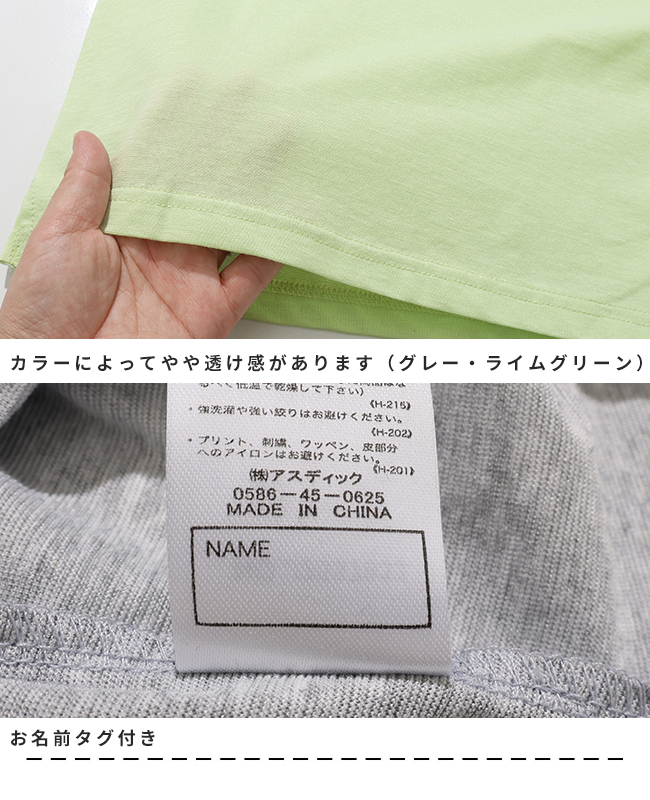 カラーによってやや透け感があります（グレー・ライムグリーン）
るべく低温で乾燥して下さい）
《H-215》
・強洗濯や強い絞りはお避けください。
《H-202》
・プリント、刺繍、ワッペン、皮部分
へのアイロンはお避けください。
《H-201》
㈱アスディック
0586-45-0625
MADE IN CHINA
NAME
お名前タグ付き